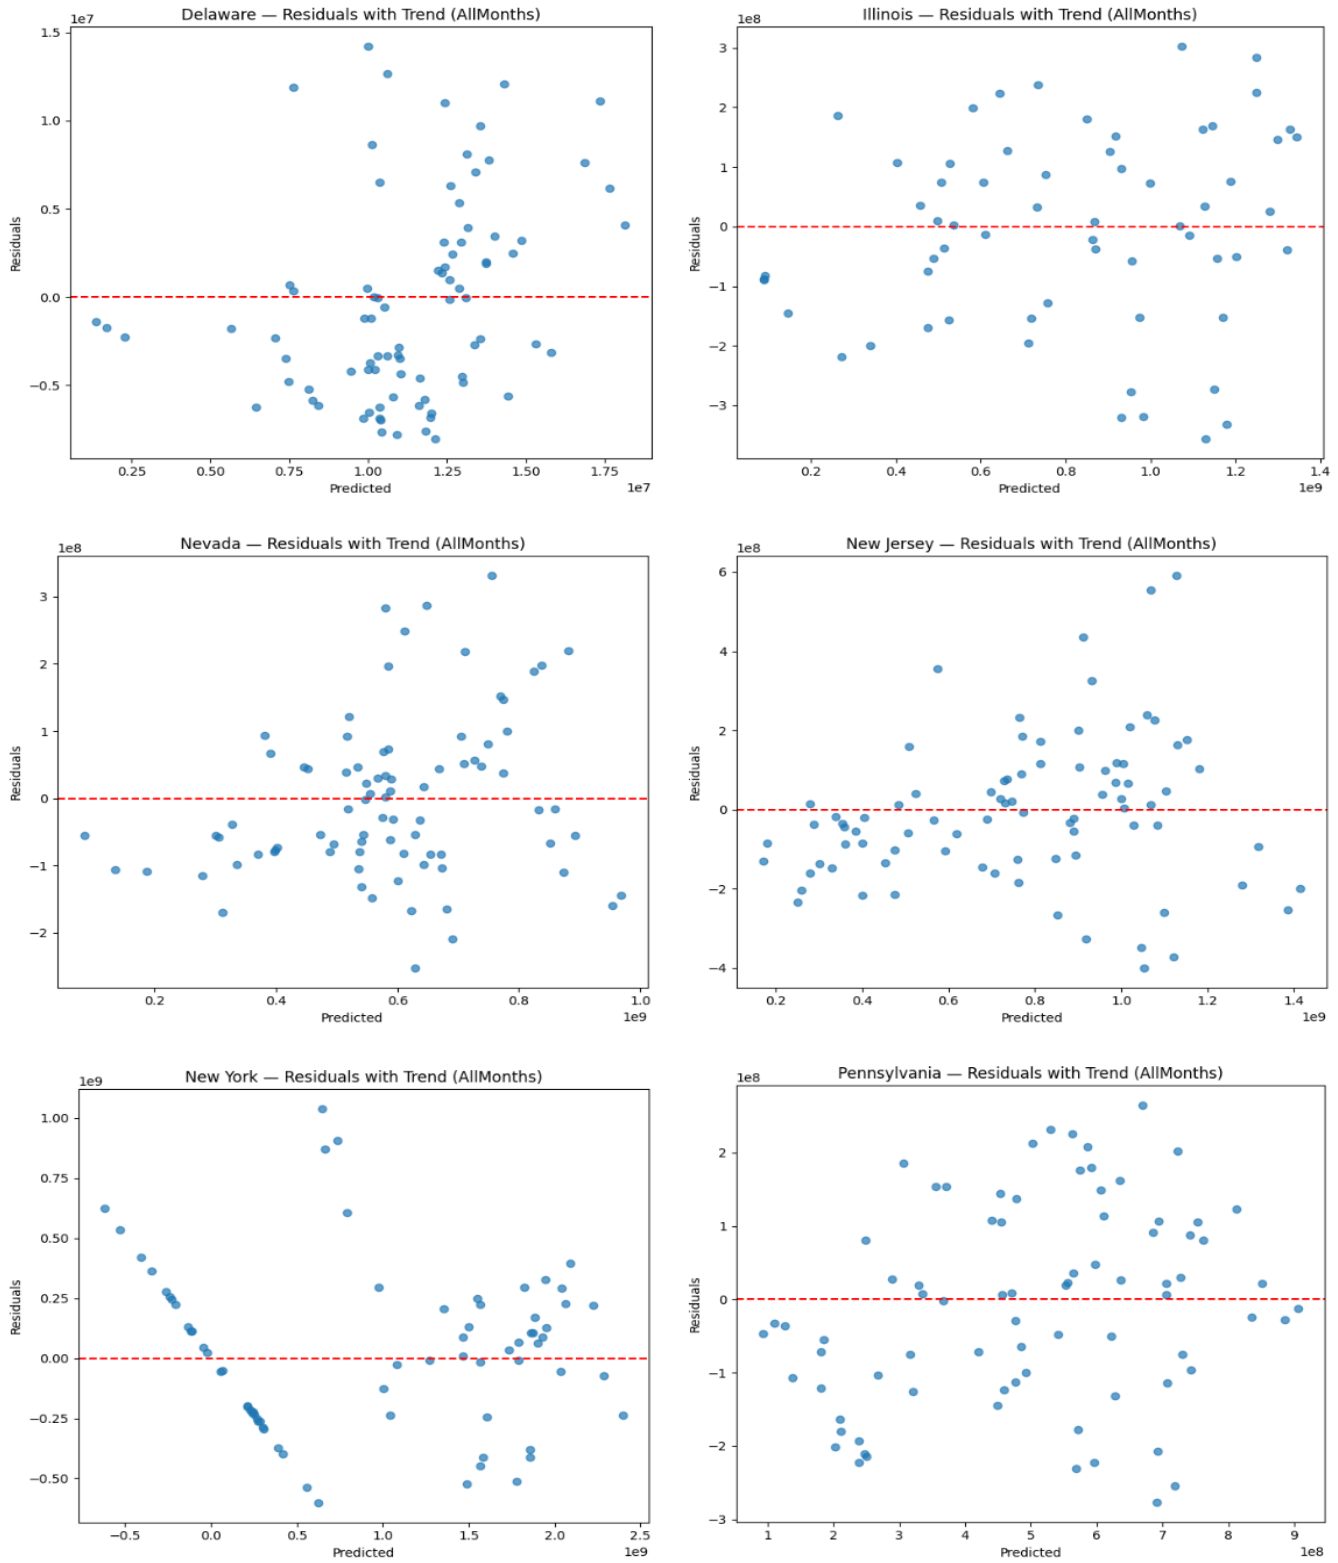 Delaware — Residuals with Trend (AllMonths)
1e7
1.5
1.0
0.5
0.0
−0.5
Residuals
0.25 0.50 0.75 1.00 1.25 1.50 1.75
Predicted
1e7
Illinois — Residuals with Trend (AllMonths)
1e8
3
2
1
0
−1
−2
−3
Residuals
0.2 0.4 0.6 0.8 1.0 1.2 1.4
Predicted
1e9
Nevada — Residuals with Trend (AllMonths)
1e8
3
2
1
0
−1
−2
Residuals
0.2 0.4 0.6 0.8 1.0
Predicted
1e9
New Jersey — Residuals with Trend (AllMonths)
1e8
6
4
2
0
−2
−4
Residuals
0.2 0.4 0.6 0.8 1.0 1.2 1.4
Predicted
1e9
New York — Residuals with Trend (AllMonths)
1e9
1.00
0.75
0.50
0.25
0.00
−0.25
−0.50
Residuals
−0.5 0.0 0.5 1.0 1.5 2.0 2.5
Predicted
1e9
Pennsylvania — Residuals with Trend (AllMonths)
1e8
2
1
0
−1
−2
−3
Residuals
1 2 3 4 5 6 7 8 9
Predicted
1e8